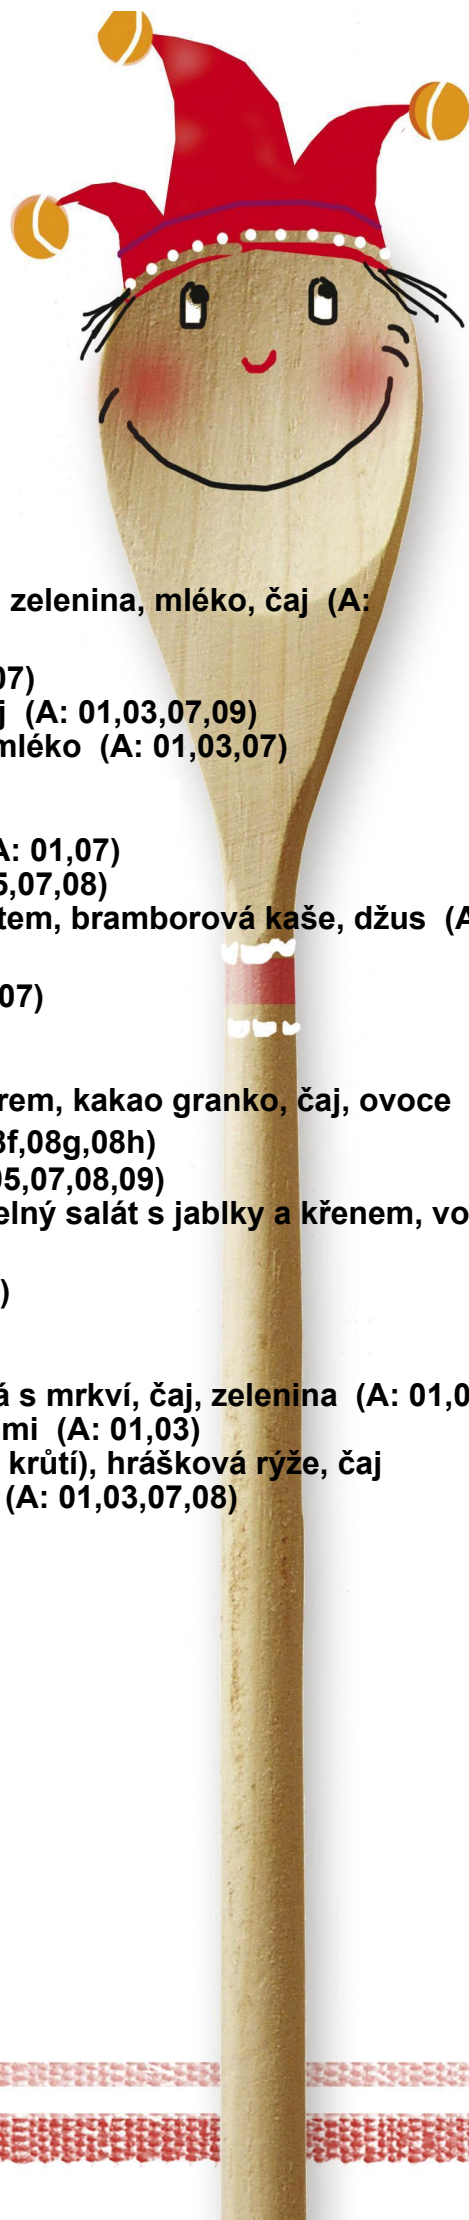 zelenina, mléko, čaj (A:
07)
(A: 01,03,07,09)
mléko (A: 01,03,07)
A: 01,07)
5,07,08)
tem, bramborová kaše, džus (A
07)
rem, kakao granko, čaj, ovoce
8f,08g,08h)
05,07,08,09)
elný salát s jablky a křenem, vo
)
á s mrkví, čaj, zelenina (A: 01,0
mi (A: 01,03)
krůtí), hrášková rýže, čaj
(A: 01,03,07,08)